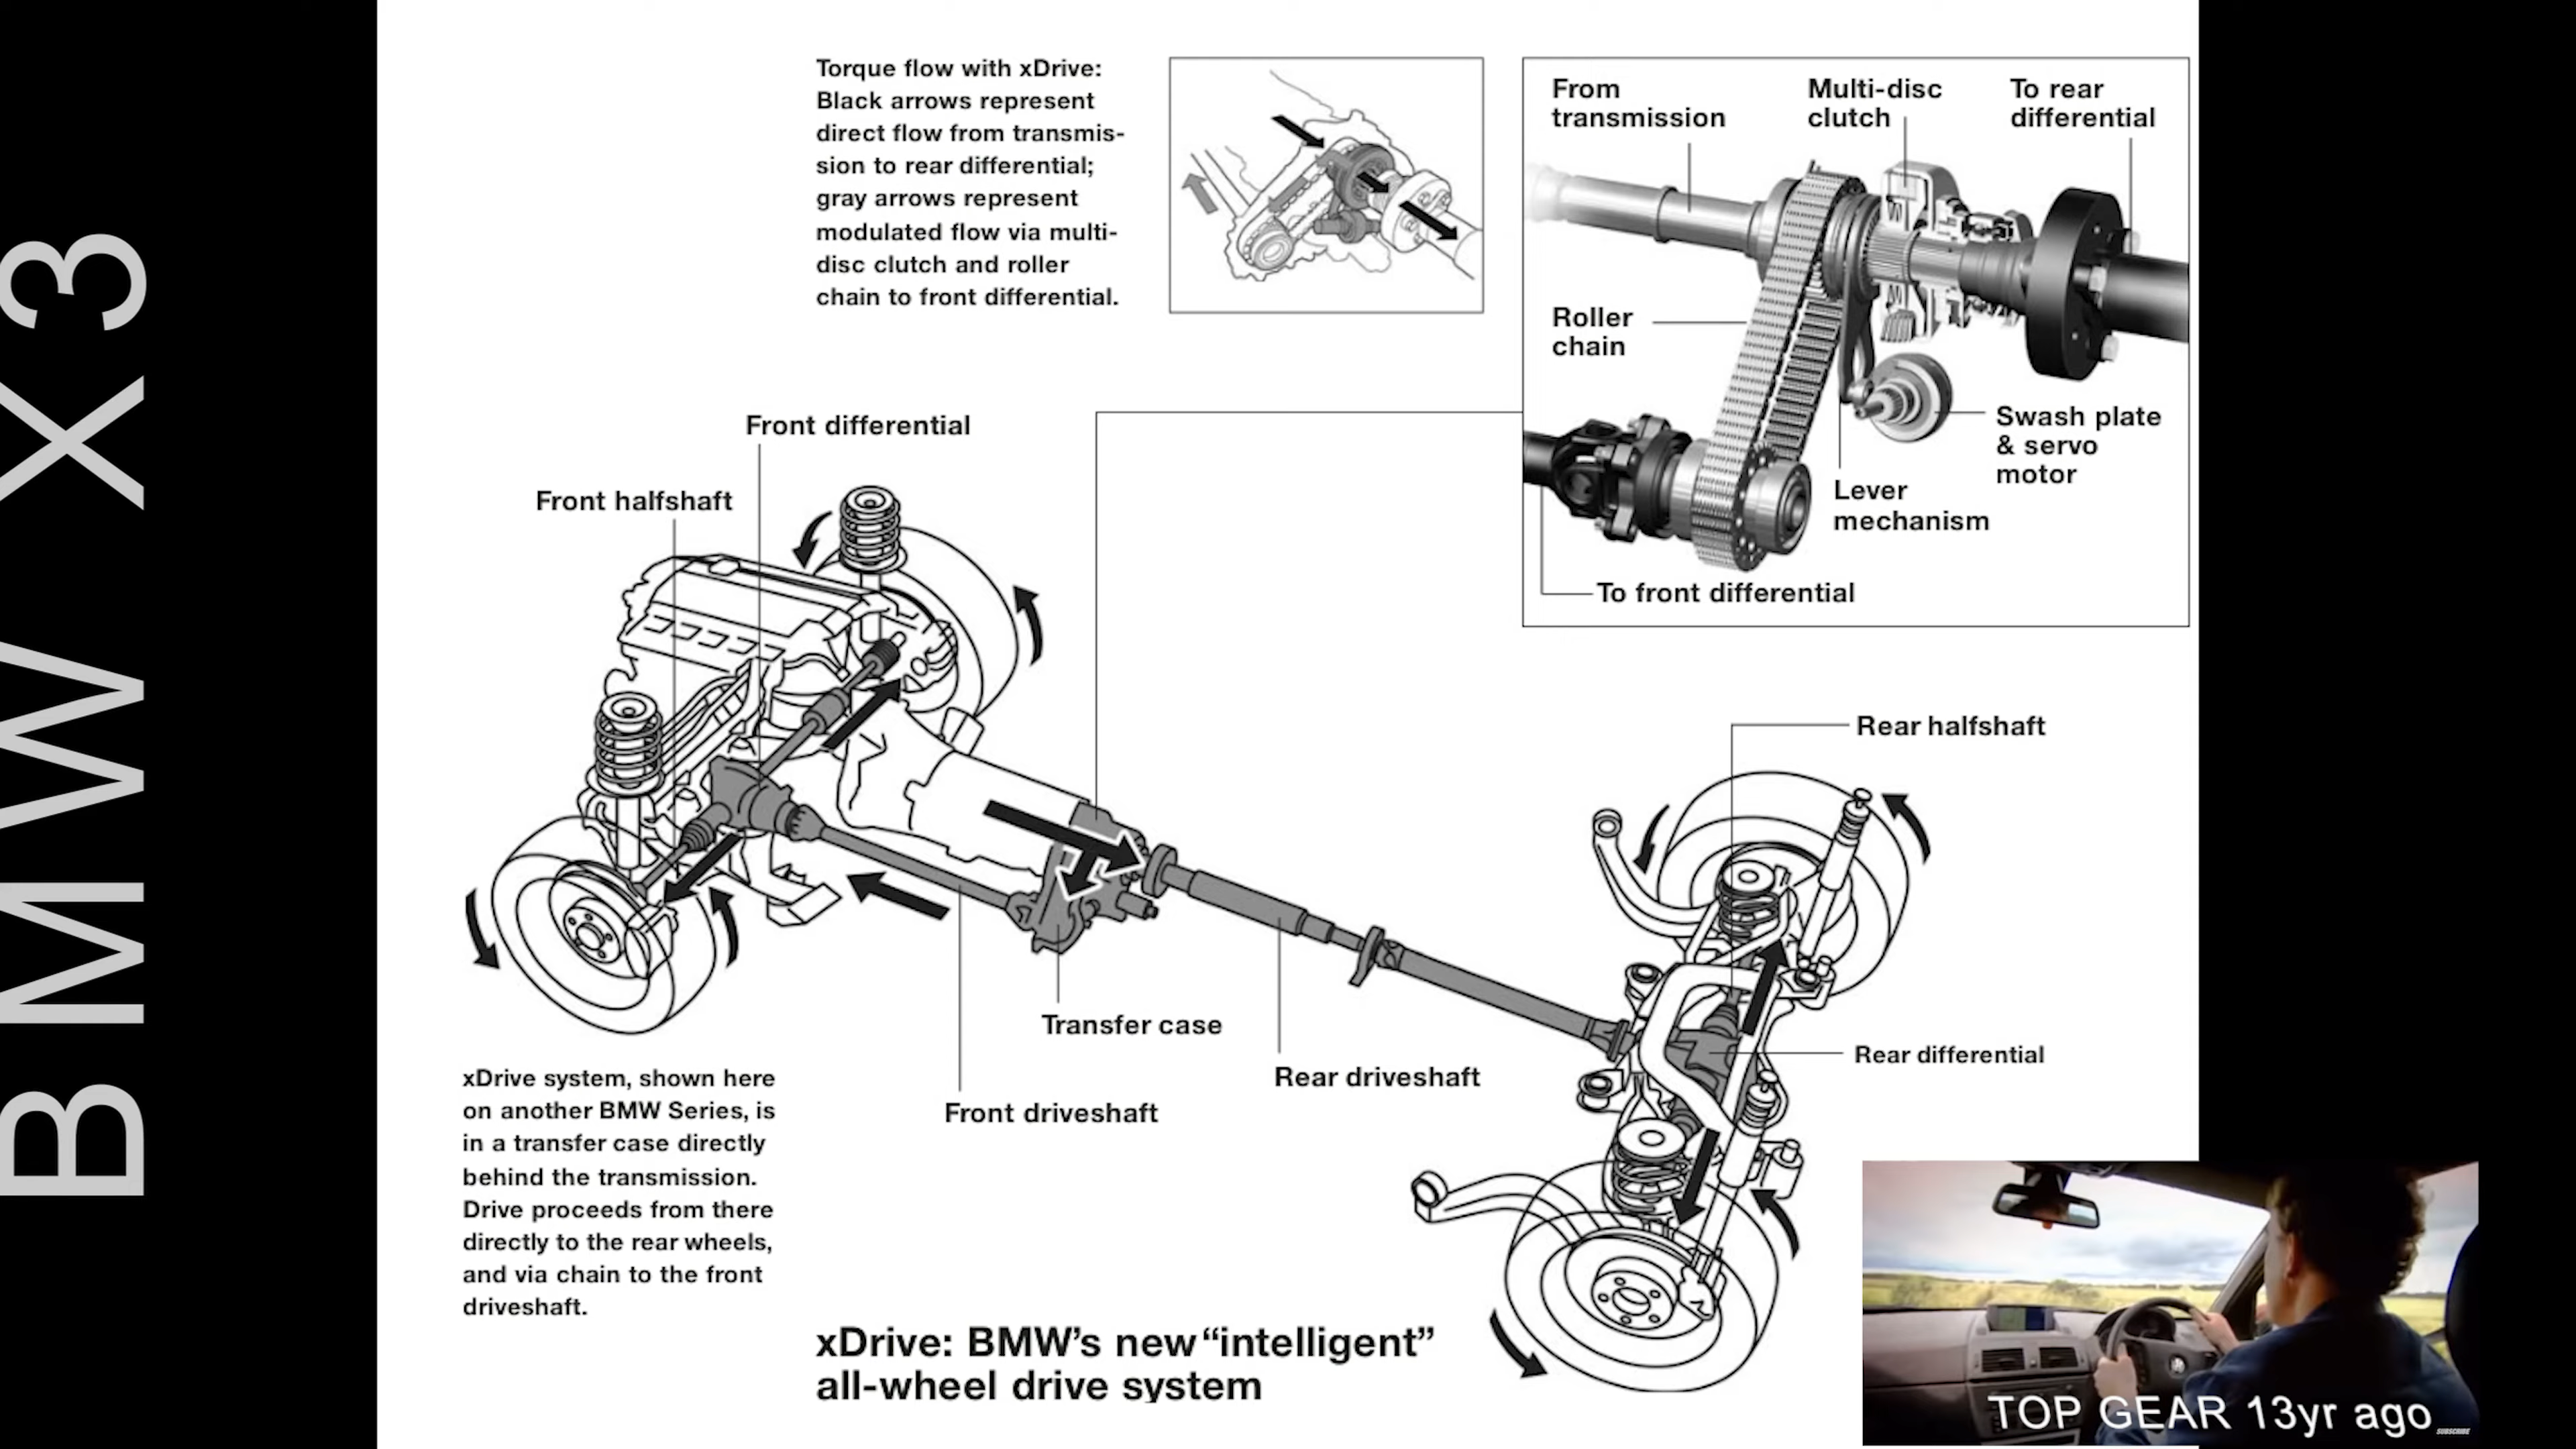 BMW X3
Torque flow with xDrive:
Black arrows represent
direct flow from transmis-
sion to rear differential;
gray arrows represent
modulated flow via multi-
disc clutch and roller
chain to front differential.
From
transmission
Multi-disc
clutch
To rear
differential
Roller
chain
Swash plate
& servo
motor
Lever
mechanism
To front differential
Front differential
Front halfshaft
Rear halfshaft
Transfer case
Rear driveshaft
Rear differential
Front driveshaft
xDrive system, shown here
on another BMW Series, is
in a transfer case directly
behind the transmission.
Drive proceeds from there
directly to the rear wheels,
and via chain to the front
driveshaft.
xDrive: BMW’s new “intelligent”
all-wheel drive system
TOP GEAR 13yr ago
SUBSCRIBE